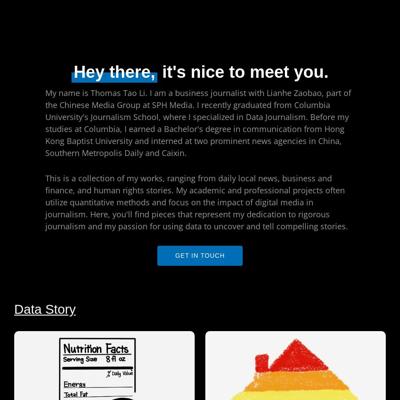 Hey there, it's nice to meet you.
My name is Thomas Tao Li. I am a business journalist with Lianhe Zaobao, part of
the Chinese Media Group at SPH Media. I recently graduated from Columbia
University's Journalism School, where I specialized in Data Journalism. Before my
studies at Columbia, I earned a Bachelor's degree in communication from Hong
Kong Baptist University and interned at two prominent news agencies in China,
Southern Metropolis Daily and Caixin.
This is a collection of my works, ranging from daily local news, business and
finance, and human rights stories. My academic and professional projects often
utilize quantitative methods and focus on the impact of digital media in
journalism. Here, you'll find pieces that represent my dedication to rigorous
journalism and my passion for using data to uncover and tell compelling stories.
GET IN TOUCH
Data Story
Nutrition Facts
Serving Size 8 fl oz
% Daily Value
Energy
Total Fat